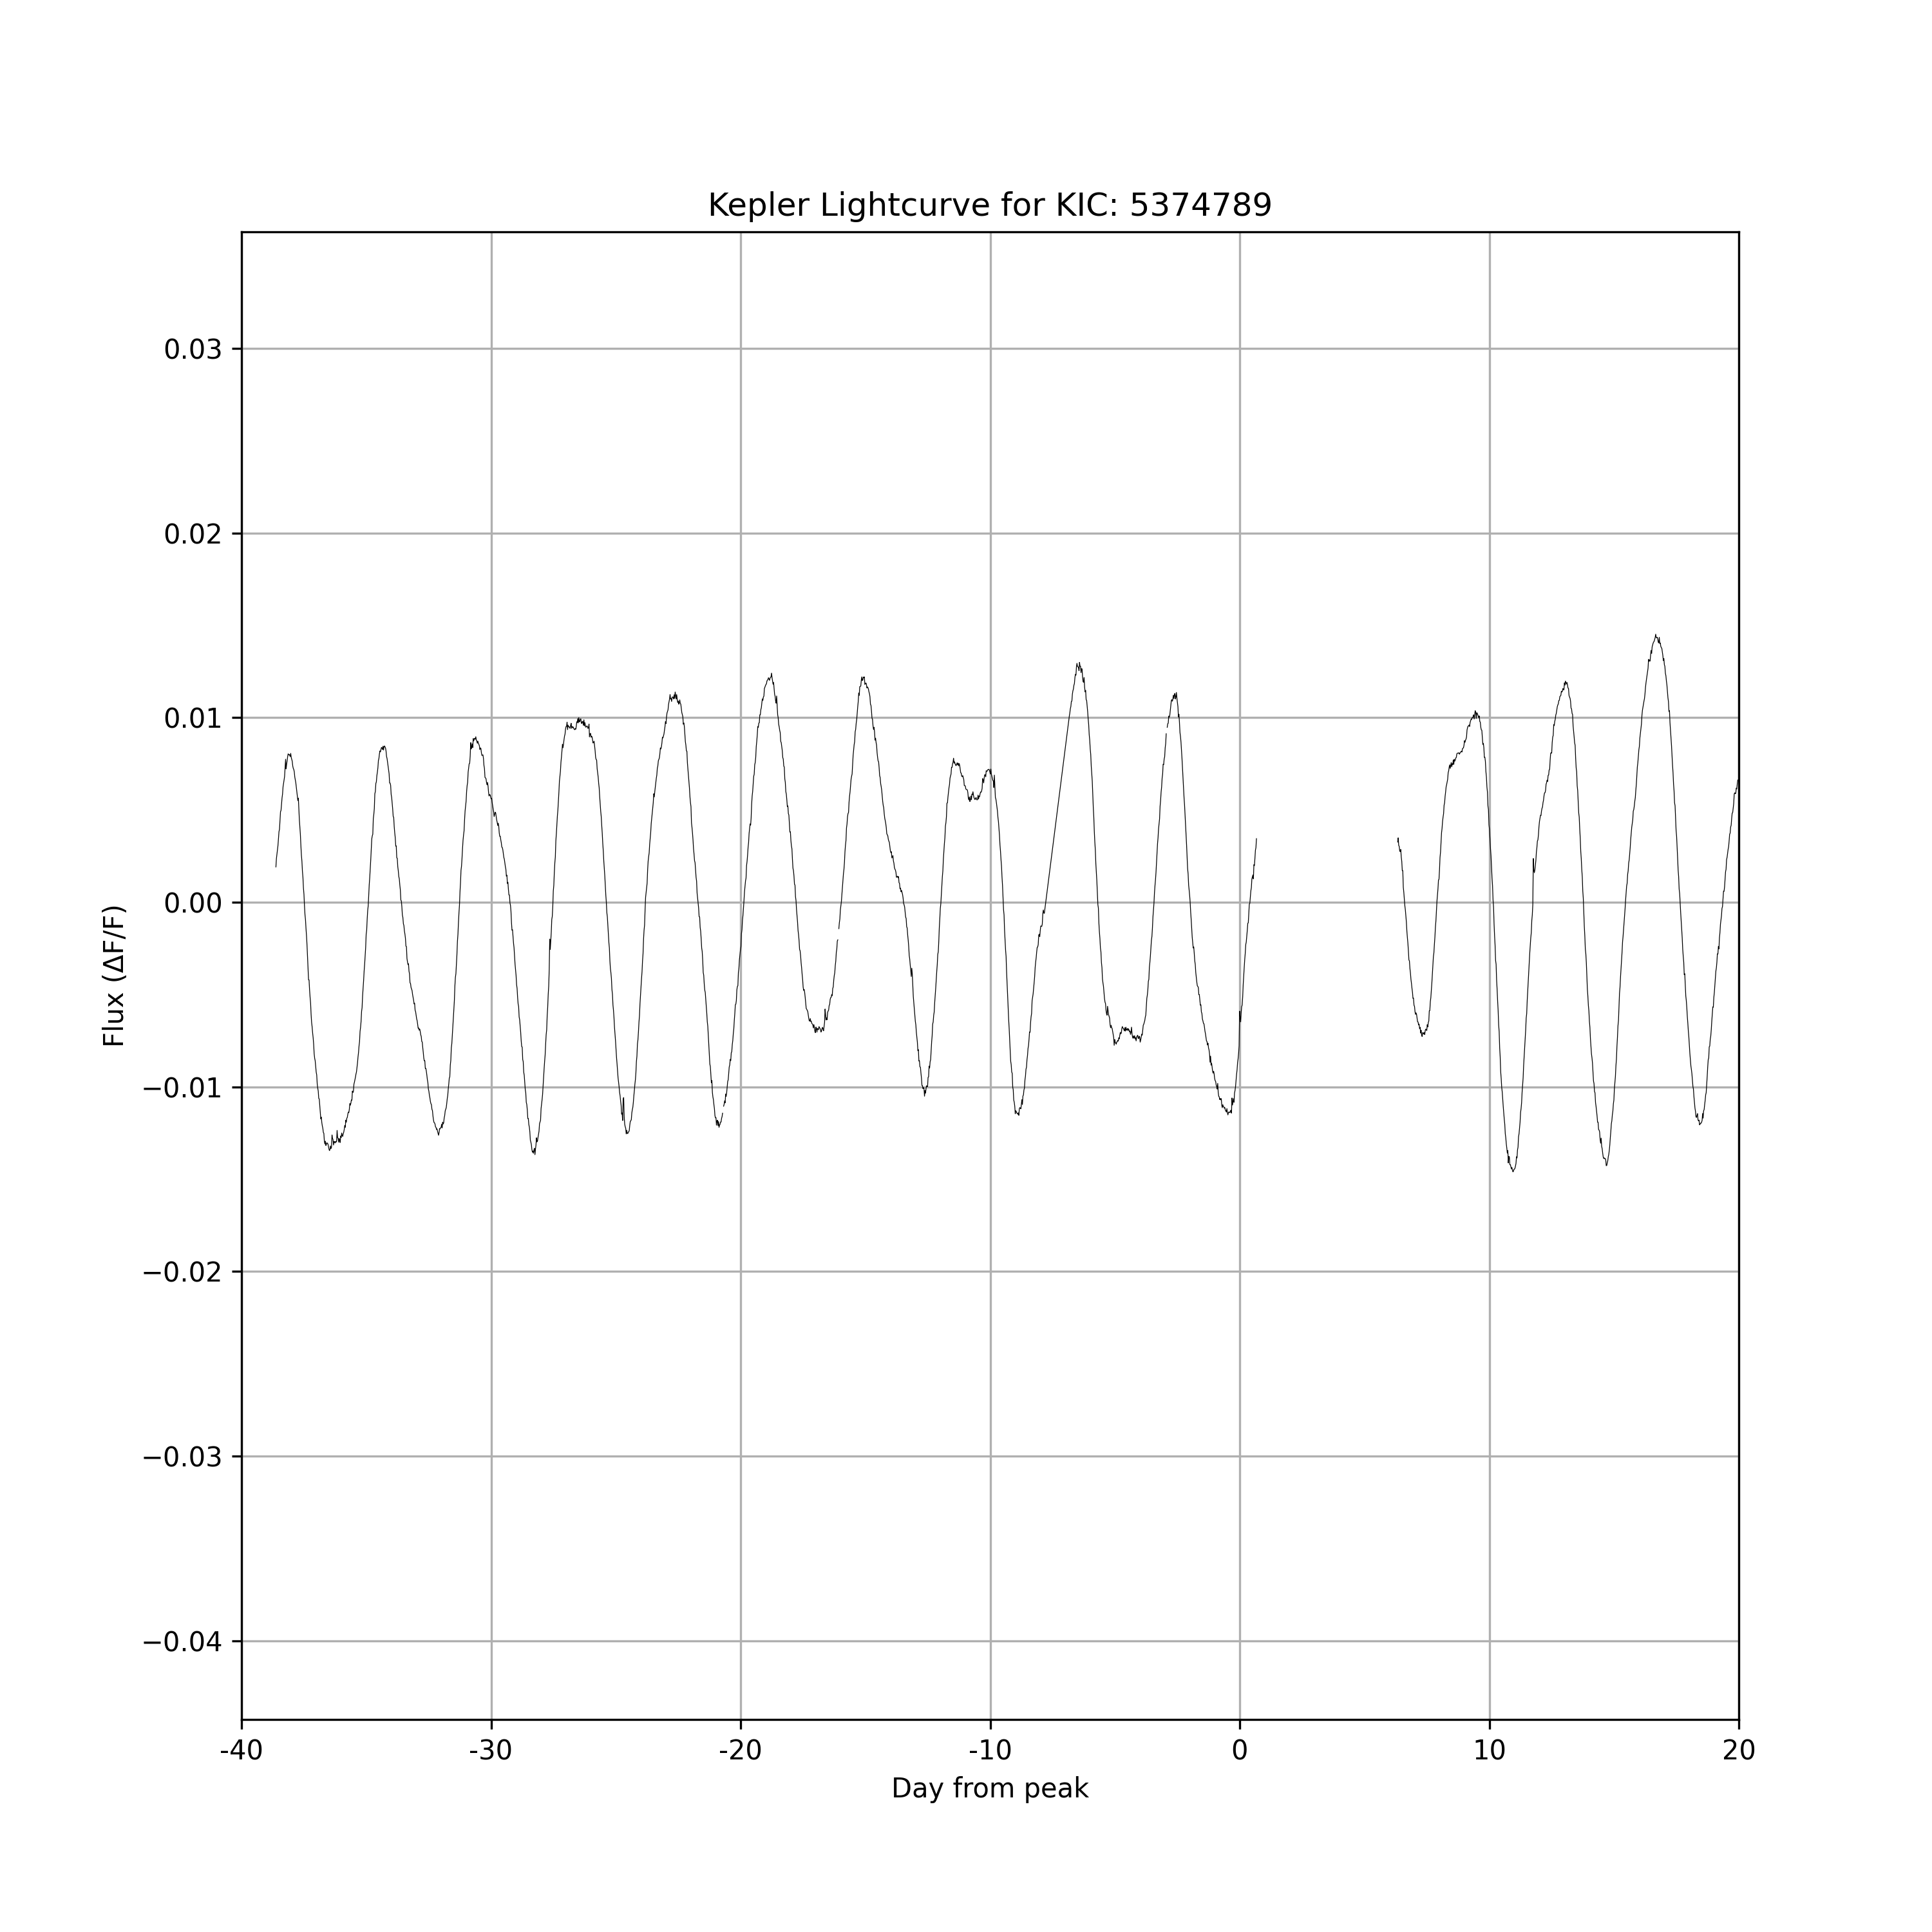 Kepler Lightcurve for KIC: 5374789
0.03
0.02
0.01
0.00
−0.01
−0.02
−0.03
−0.04
Flux (ΔF/F)
-40 -30 -20 -10 0 10 20
Day from peak